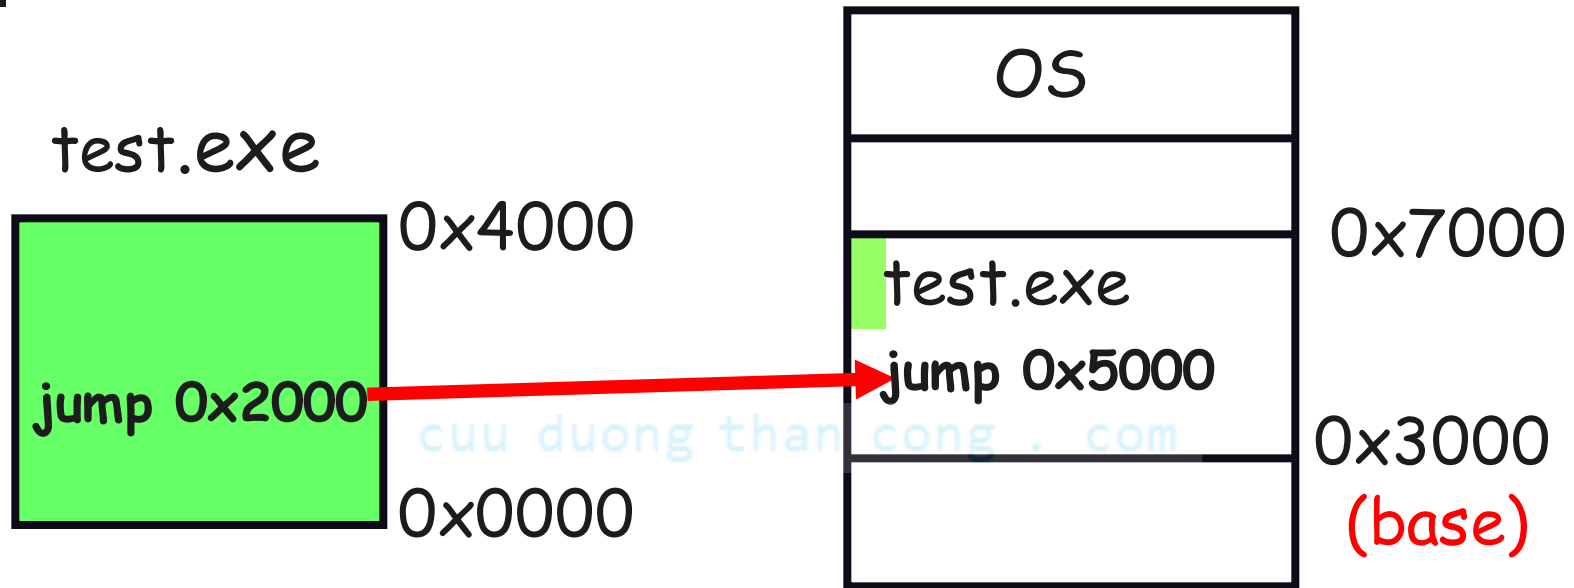 OS
test.exe
0x4000
0x7000
test.exe
jump 0x5000
jump 0x2000
cuu duong than cong . com
0x3000
0x0000
(base)